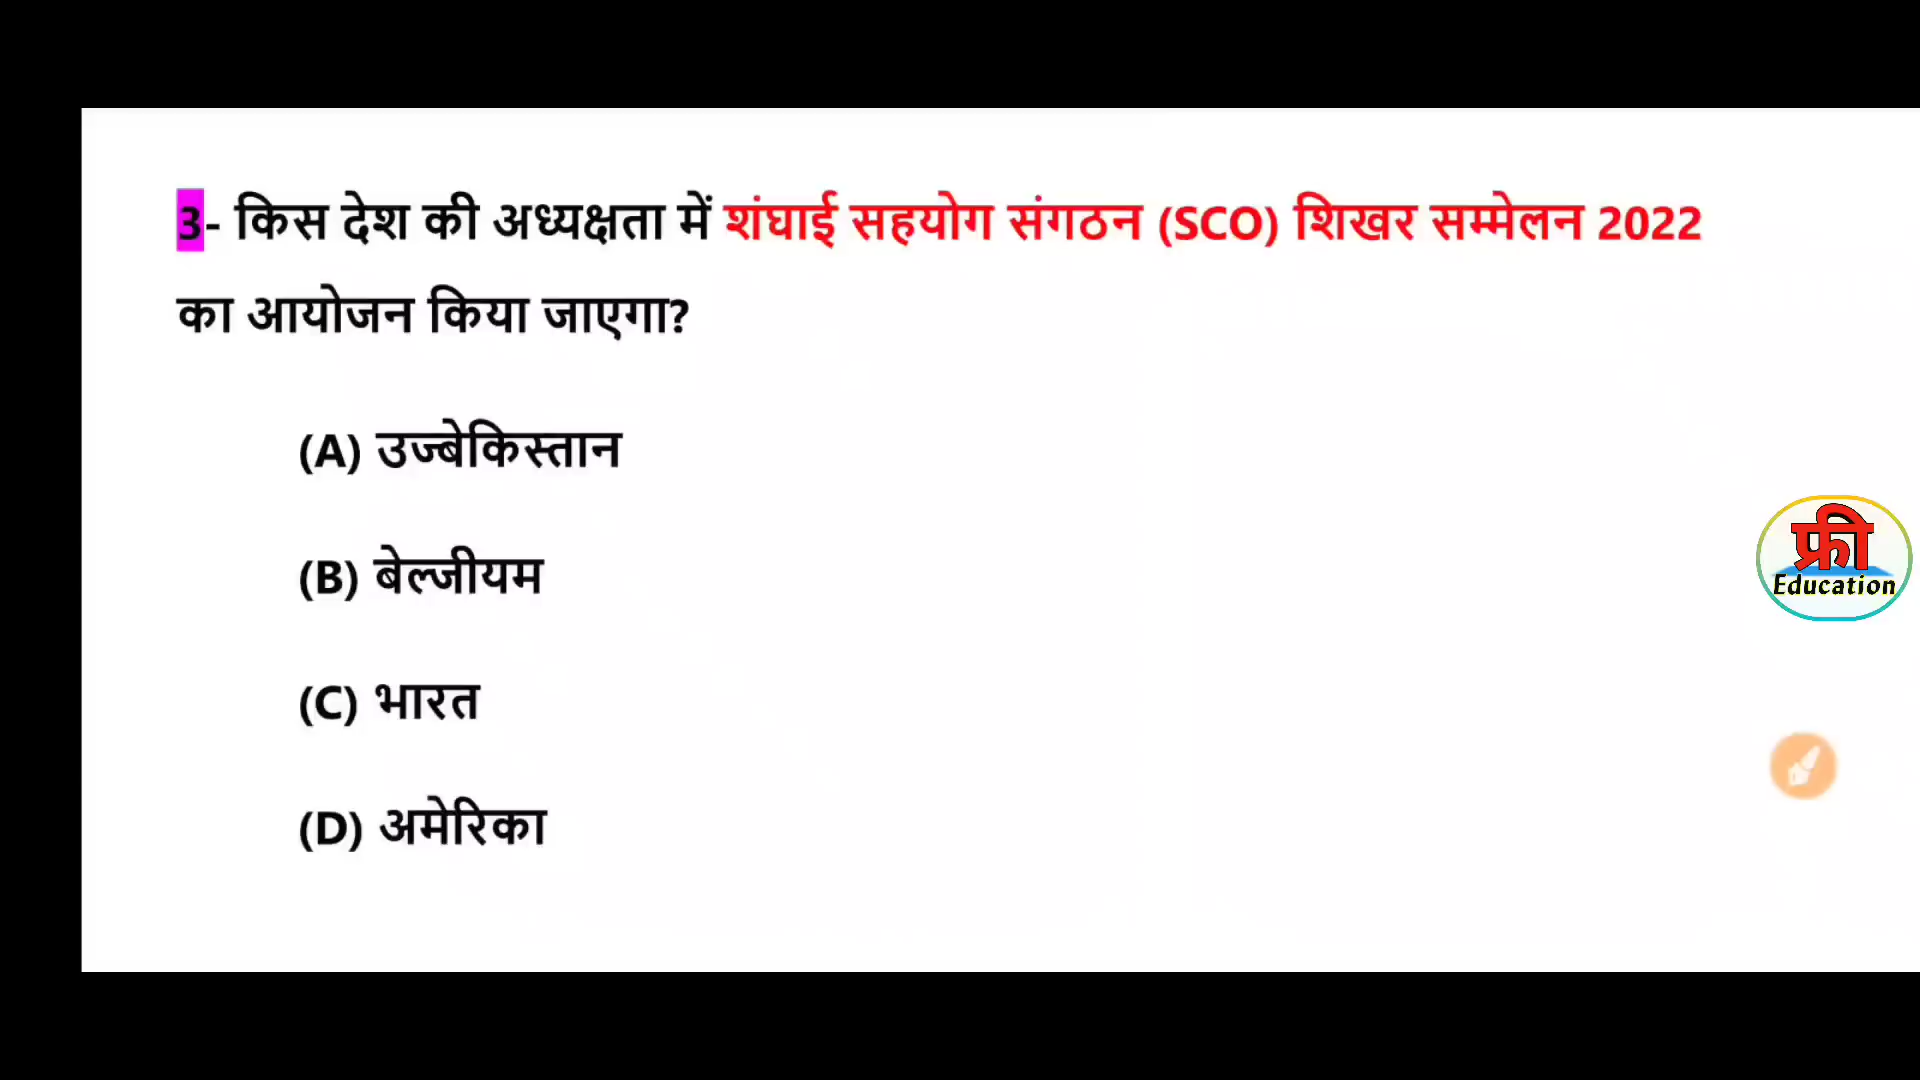 3- किस देश की अध्यक्षता में शंघाई सहयोग संगठन (SCO) शिखर सम्मेलन 2022
का आयोजन किया जाएगा?
(A) उज्बेकिस्तान
(B) बेल्जीयम
(C) भारत
(D) अमेरिका
फ्री
Education